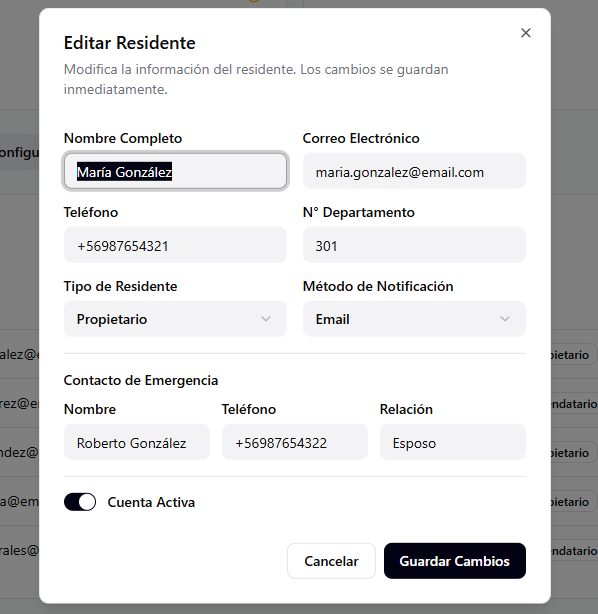 Editar Residente
Modifica la información del residente. Los cambios se guardan
inmediatamente.
Nombre Completo
Correo Electrónico
María González
maria.gonzalez@email.com
Teléfono
N° Departamento
+56987654321
301
Tipo de Residente
Método de Notificación
Propietario
Email
Contacto de Emergencia
Nombre
Teléfono
Relación
Roberto González
+56987654322
Esposo
Cuenta Activa
Cancelar
Guardar Cambios
onfigu
alez@e
pietario
rez@e
endatario
ndez@
pietario
a@em
pietario
rales@
endatario